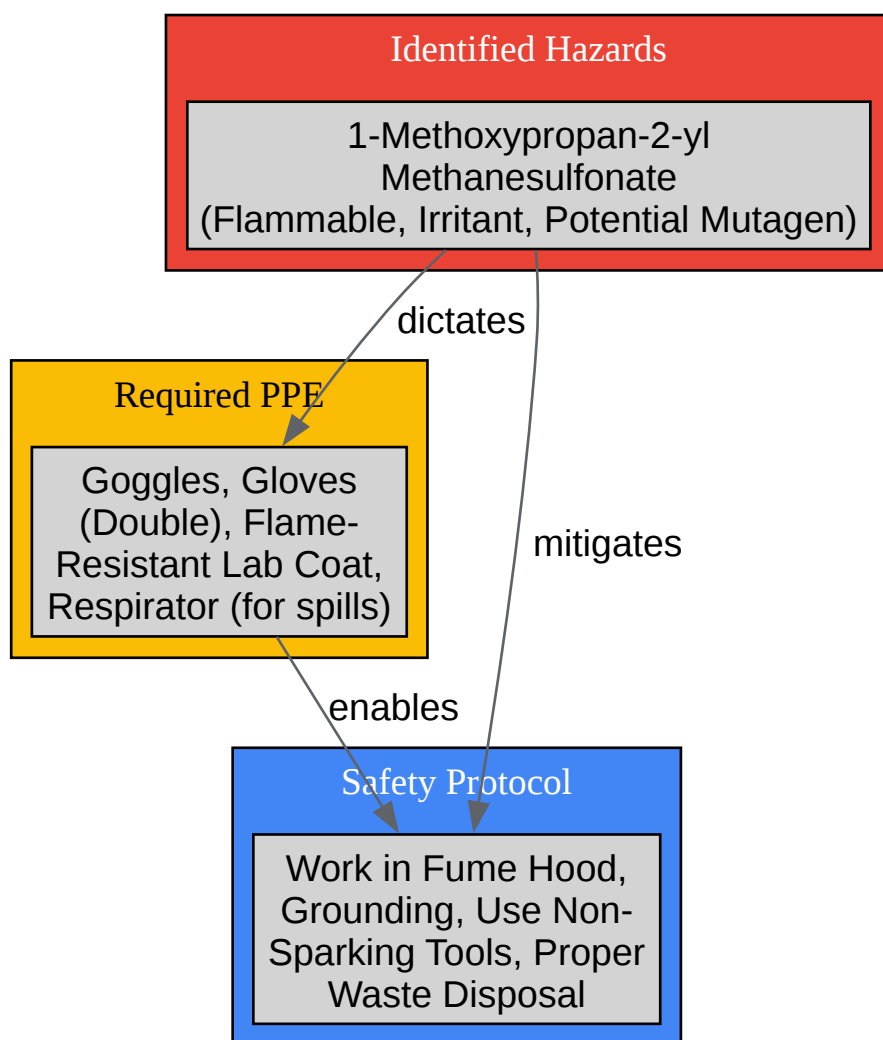 Identified Hazards
1-Methoxypropan-2-yl
Methanesulfonate
(Flammable, Irritant, Potential Mutagen)
dictates
Required PPE
Goggles, Gloves
(Double), Flame-
Resistant Lab Coat,
Respirator (for spills)
mitigates
enables
Safety Protocol
Work in Fume Hood,
Grounding, Use Non-
Sparking Tools, Proper
Waste Disposal